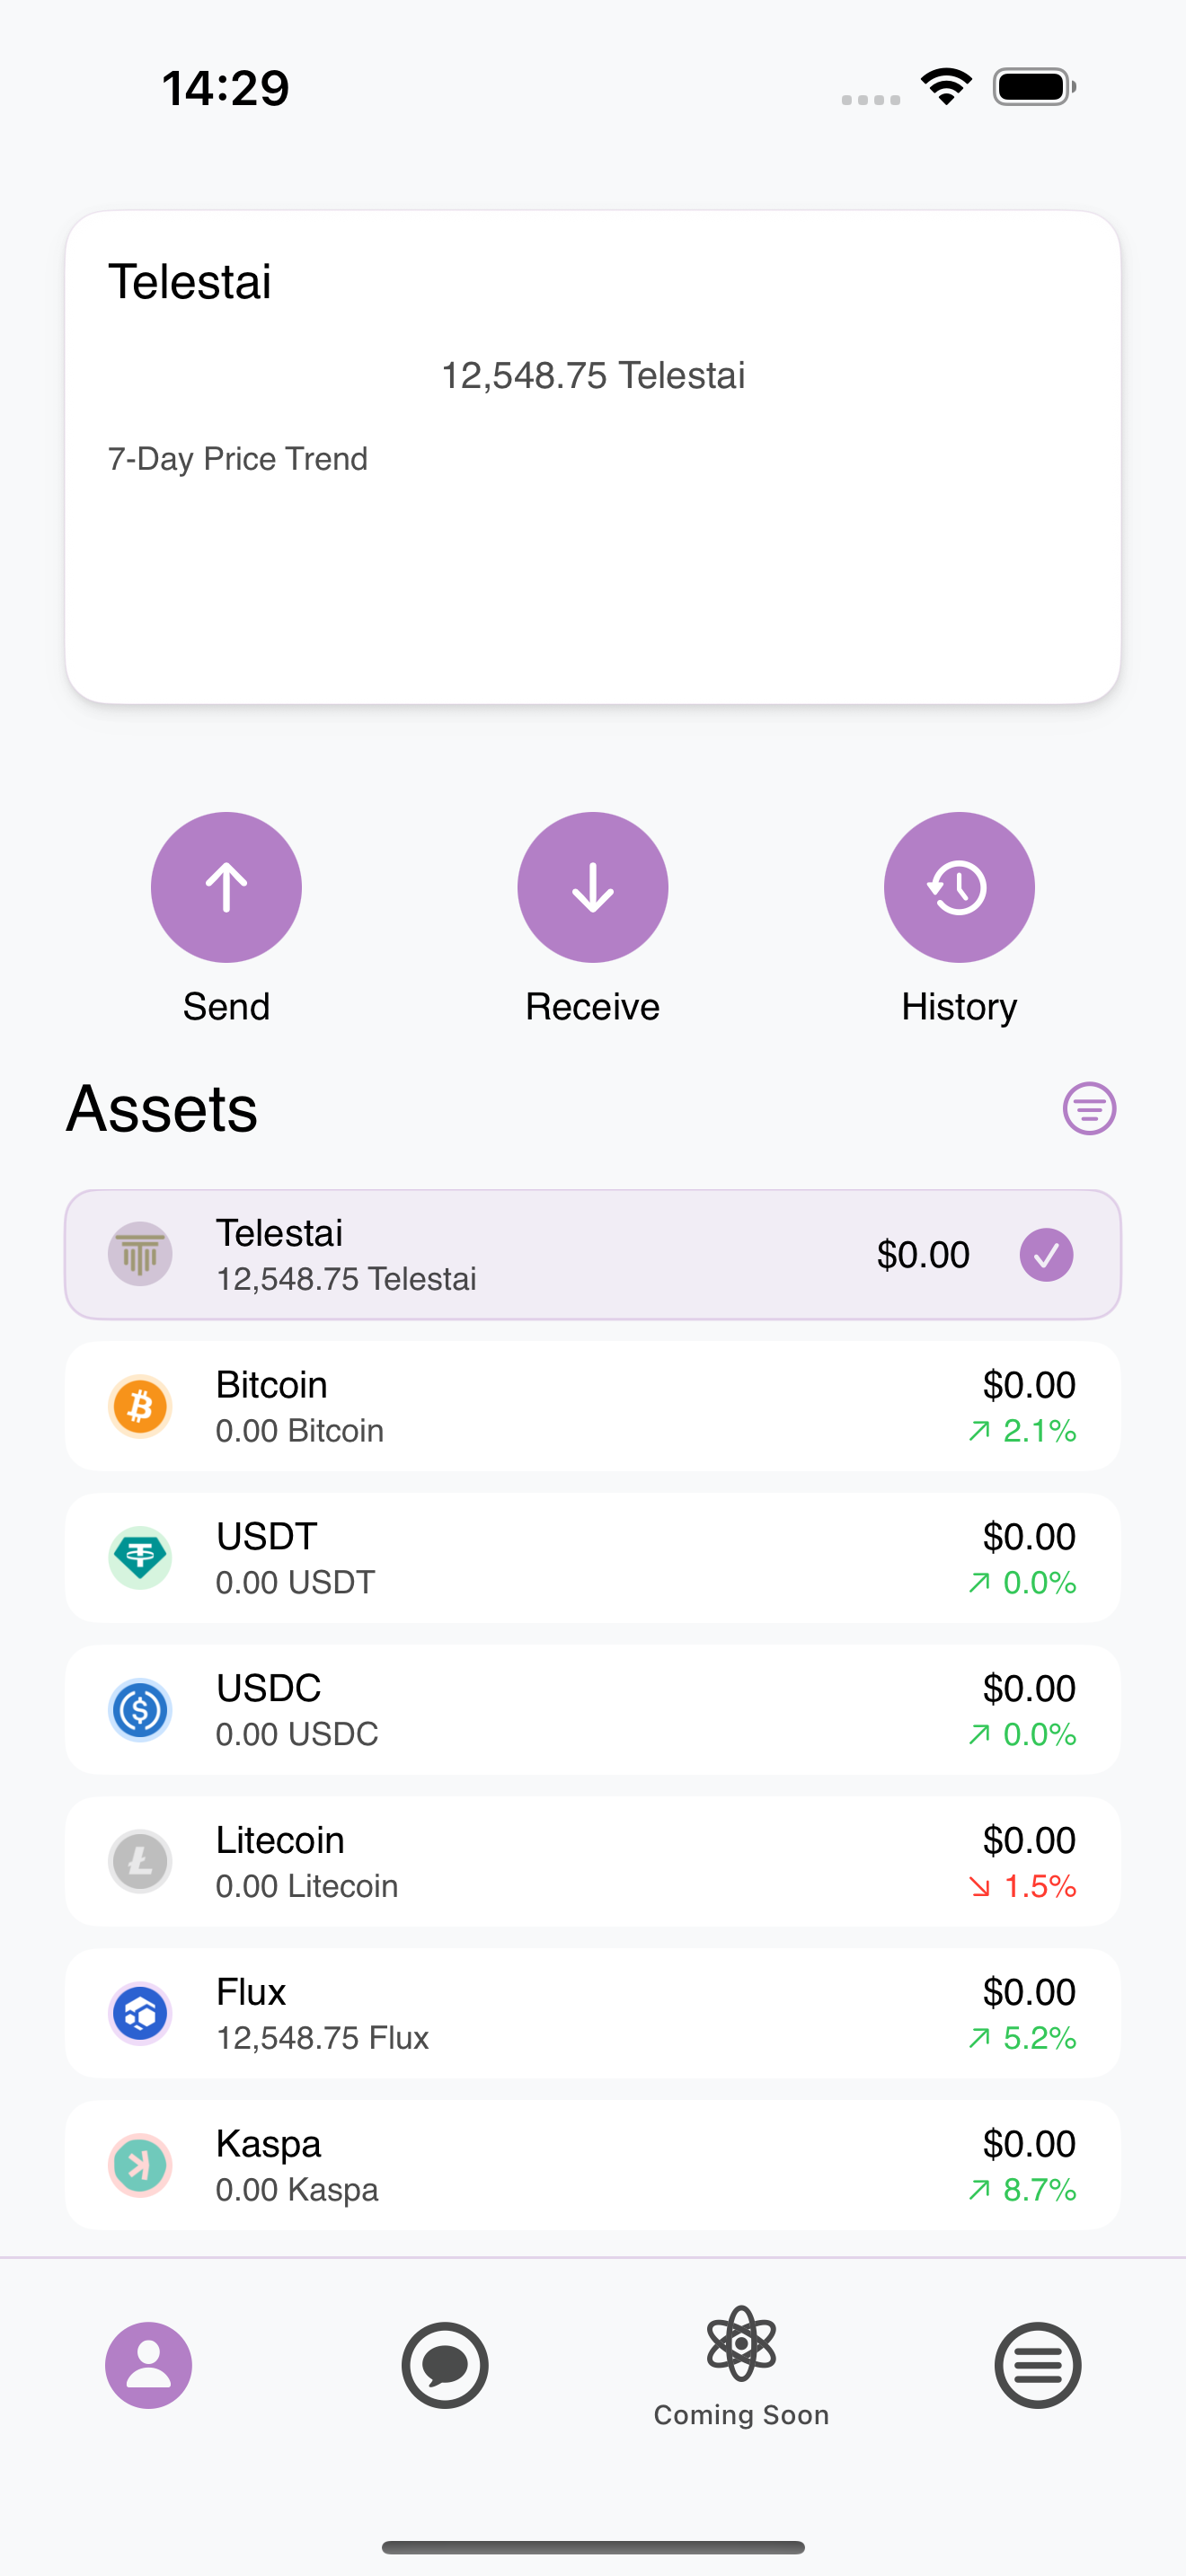 14:29
Telestai
12,548.75 Telestai
7-Day Price Trend
Send
Receive
History
Assets
Telestai
12,548.75 Telestai
$0.00
Bitcoin
0.00 Bitcoin
$0.00
2.1%
USDT
0.00 USDT
$0.00
0.0%
USDC
0.00 USDC
$0.00
0.0%
Litecoin
0.00 Litecoin
$0.00
1.5%
Flux
12,548.75 Flux
$0.00
5.2%
Kaspa
0.00 Kaspa
$0.00
8.7%
Coming Soon